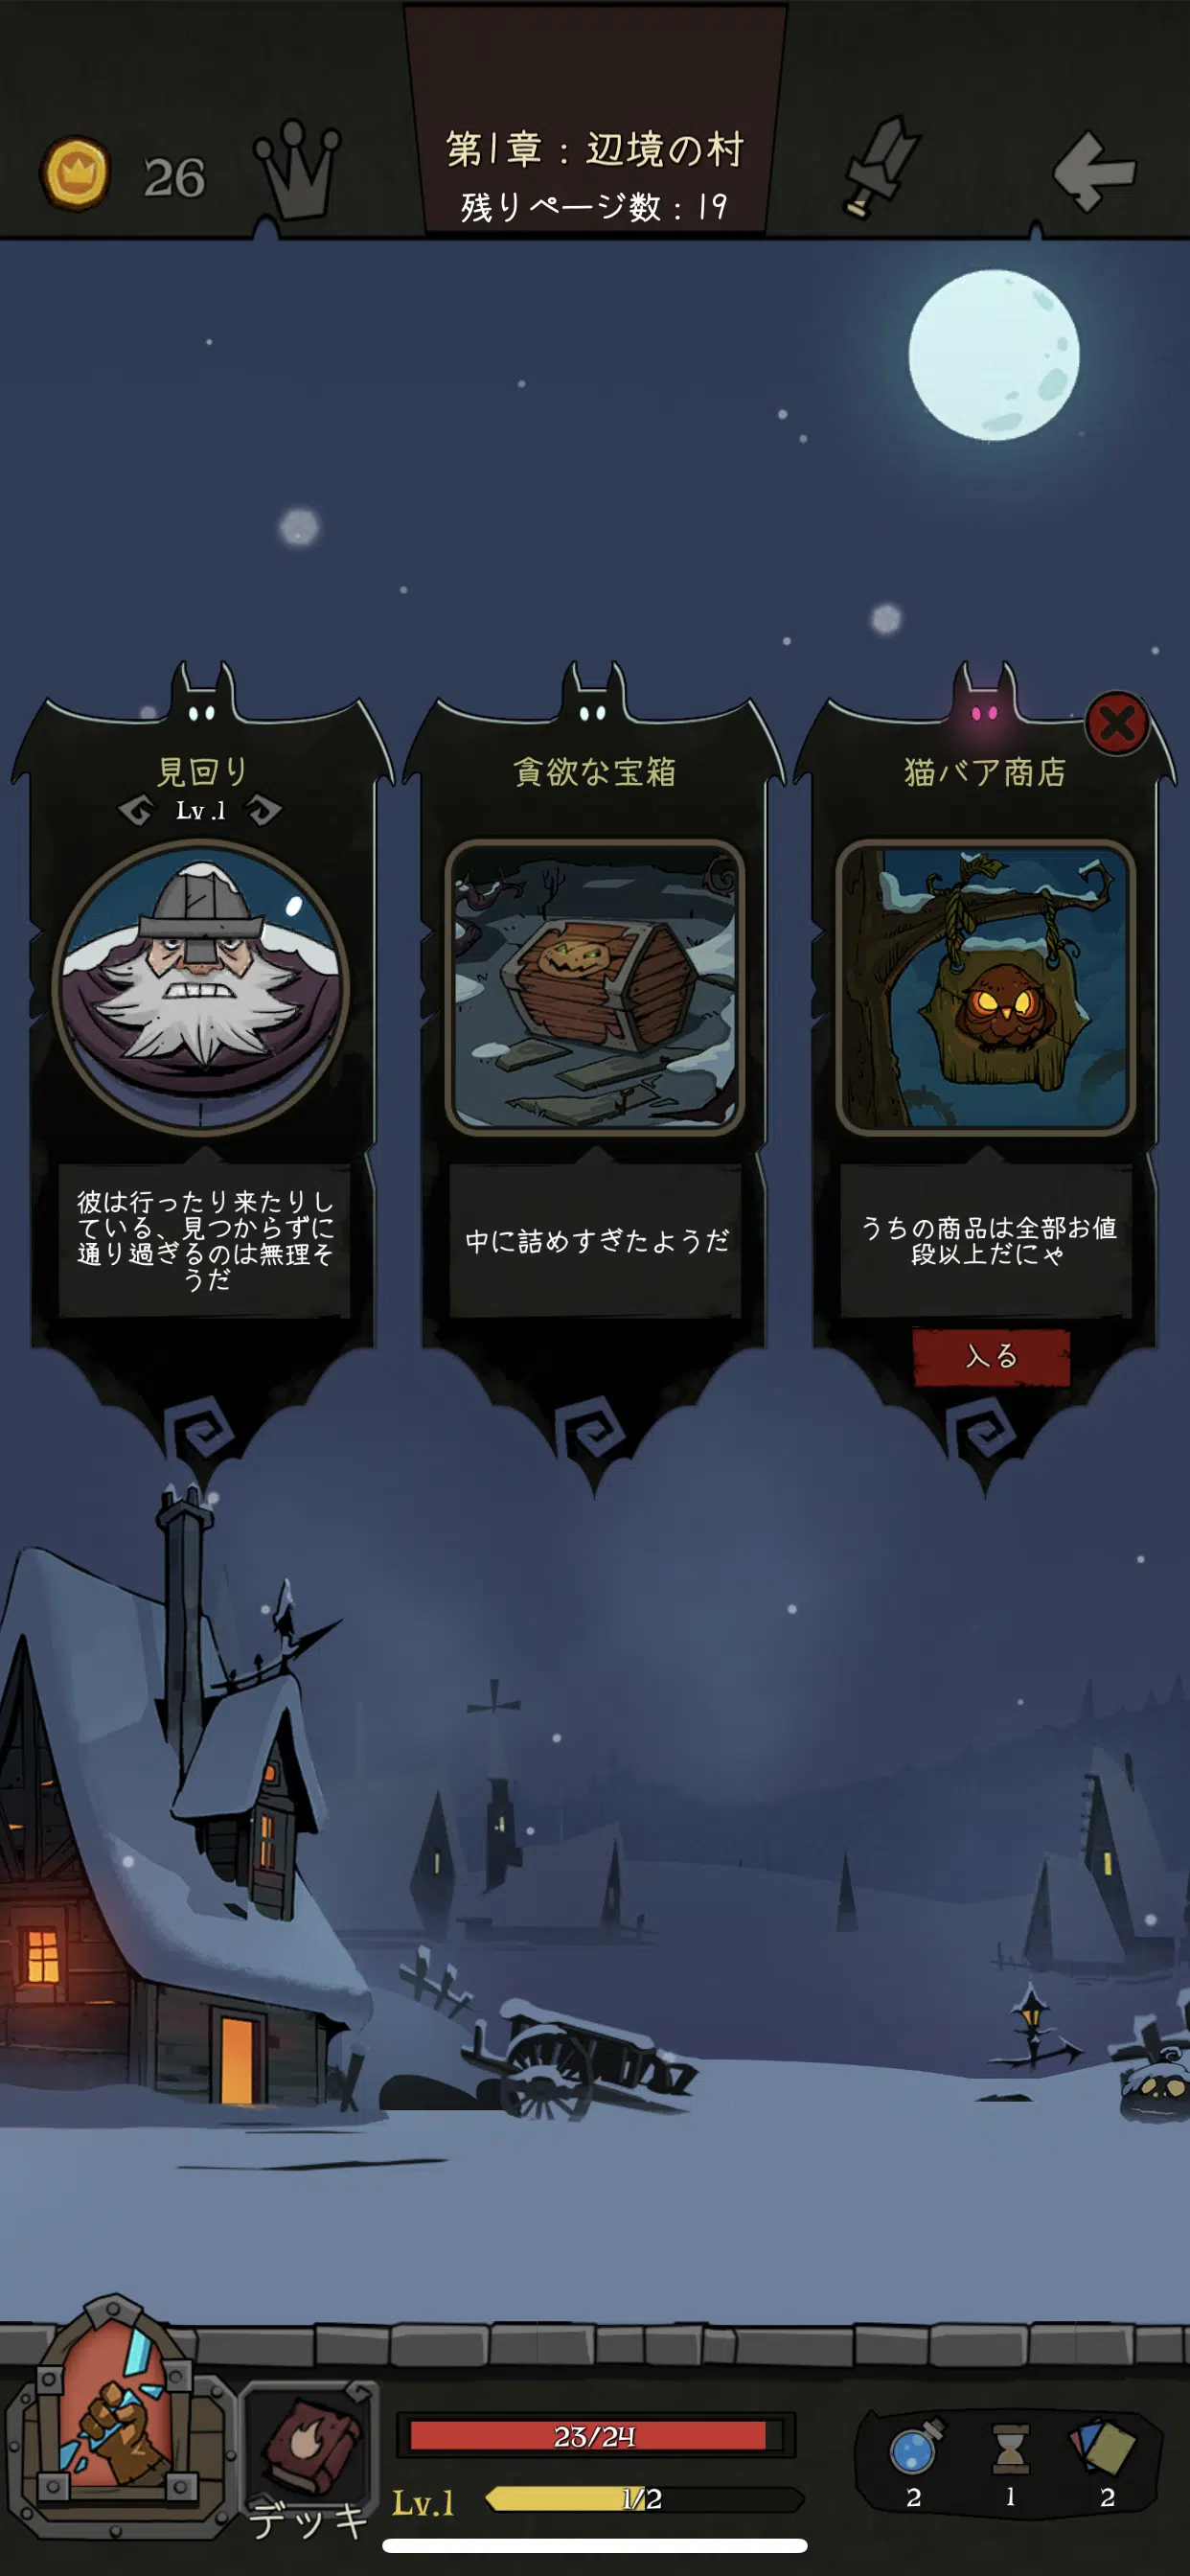 26
第1章：辺境の村
残りページ数：19
見回り
Lv.1
彼は行ったり来たりし
ている、見つからずに
通り過ぎるのは無理そ
うだ
貪欲な宝箱
中に詰めすぎたようだ
猫バア商店
うちの商品は全部お値
段以上だにゃ
入る
デッキ
23/24
Lv.1
1/2
2
1
2